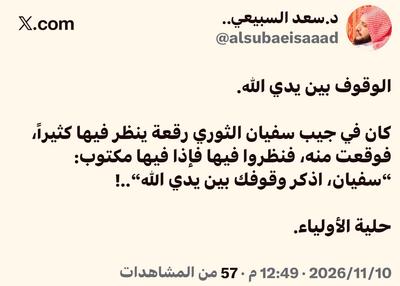 د.سعد السبيعي..
@alsubaeisaaad
X.com
الوقوف بين يدي الله.
كان في جيب سفيان الثوري رقعة ينظر فيها كثيراً،
فوقعت منه، فنظروا فيها فإذا فيها مكتوب:
“سفيان، اذكر وقوفك بين يدي الله“..!
حلية الأولياء.
2026/11/10 · 12:49 م · 57 من المشاهدات